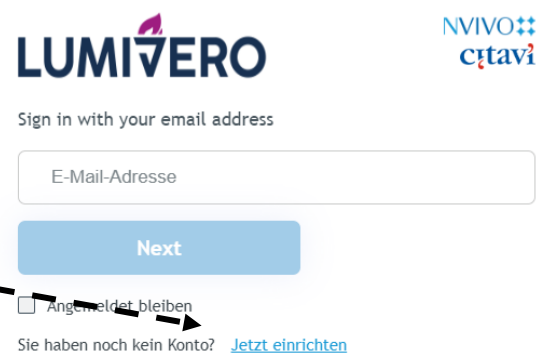 LUMIVERO
NVIVO
citavi
Sign in with your email address
E-Mail-Adresse
Next
Angemeldet bleiben
Sie haben noch kein Konto? Jetzt einrichten